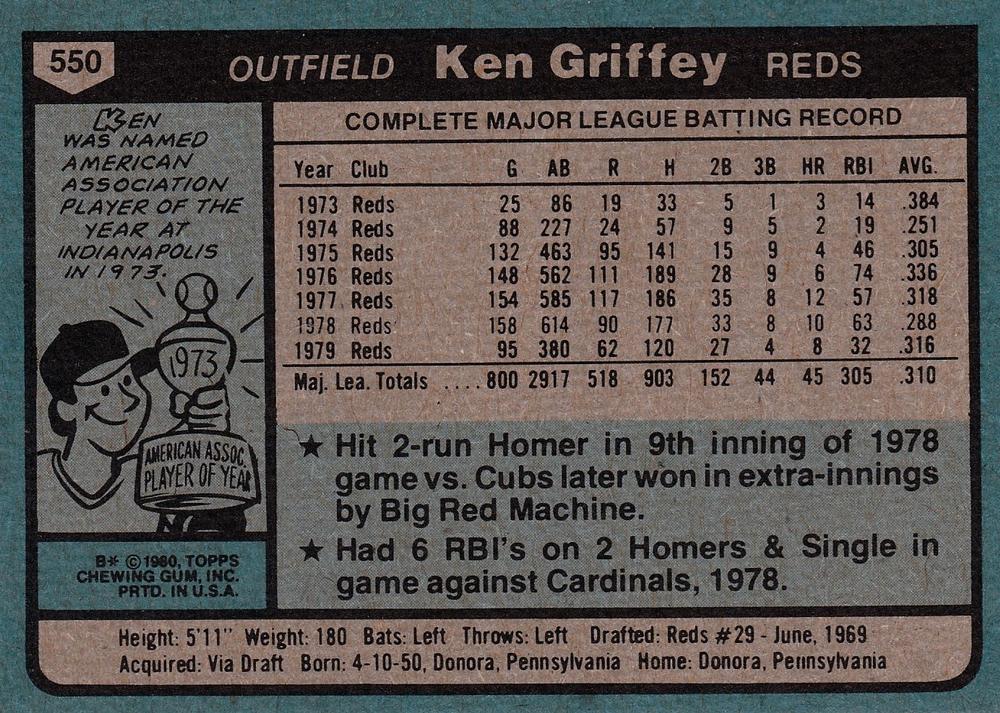 550 OUTFIELD Ken Griffey REDS
KEN
WAS NAMED
AMERICAN
ASSOCIATION
PLAYER OF THE
YEAR AT
INDIANAPOLIS
IN 1973.
1973
AMERICAN ASSOC.
PLAYER OF YEAR
B* ©1980, TOPPS
CHEWING GUM, INC.
PRTD. IN U.S.A.
COMPLETE MAJOR LEAGUE BATTING RECORD
Year Club G AB R H 2B 3B HR RBI AVG.
1973 Reds 25 86 19 33 5 1 3 14 .384
1974 Reds 88 227 24 57 9 5 2 19 .251
1975 Reds 132 463 95 141 15 9 4 46 .305
1976 Reds 148 562 111 189 28 9 6 74 .336
1977 Reds 154 585 117 186 35 8 12 57 .318
1978 Reds 158 614 90 177 33 8 10 63 .288
1979 Reds 95 380 62 120 27 4 8 32 .316
Maj. Lea. Totals .... 800 2917 518 903 152 44 45 305 .310
★ Hit 2-run Homer in 9th inning of 1978
game vs. Cubs later won in extra-innings
by Big Red Machine.
★ Had 6 RBI's on 2 Homers & Single in
game against Cardinals, 1978.
Height: 5'11" Weight: 180 Bats: Left Throws: Left Drafted: Reds #29 - June, 1969
Acquired: Via Draft Born: 4-10-50, Donora, Pennsylvania Home: Donora, Pennsylvania